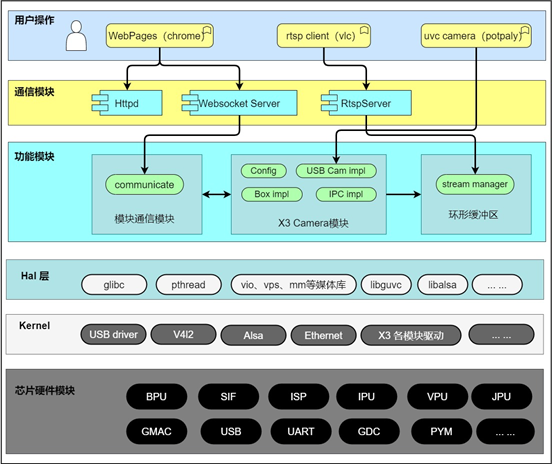 用户操作
WebPages（chrome）
rtsp client（vlc）
uvc camera（potpaly）
通信模块
Httpd
Websocket Server
RtspServer
功能模块
communicate
模块通信模块
Config
USB Cam impl
Box impl
IPC impl
X3 Camera模块
stream manager
环形缓冲区
Hal 层
glibc
pthread
vio、vps、mm等媒体库
libguvc
libalsa
... ...
Kernel
USB driver
V4l2
Alsa
Ethernet
X3 各模块驱动
... ...
芯片硬件模块
BPU
SIF
ISP
IPU
VPU
JPU
GMAC
USB
UART
GDC
PYM
... ...